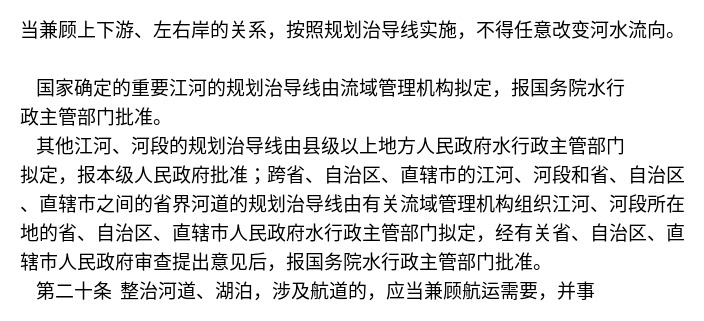 当兼顾上下游、左右岸的关系，按照规划治导线实施，不得任意改变河水流向。
国家确定的重要江河的规划治导线由流域管理机构拟定，报国务院水行
政主管部门批准。
其他江河、河段的规划治导线由县级以上地方人民政府水行政主管部门
拟定，报本级人民政府批准；跨省、自治区、直辖市的江河、河段和省、自治区
、直辖市之间的省界河道的规划治导线由有关流域管理机构组织江河、河段所在
地的省、自治区、直辖市人民政府水行政主管部门拟定，经有关省、自治区、直
辖市人民政府审查提出意见后，报国务院水行政主管部门批准。
第二十条 整治河道、湖泊，涉及航道的，应当兼顾航运需要，并事